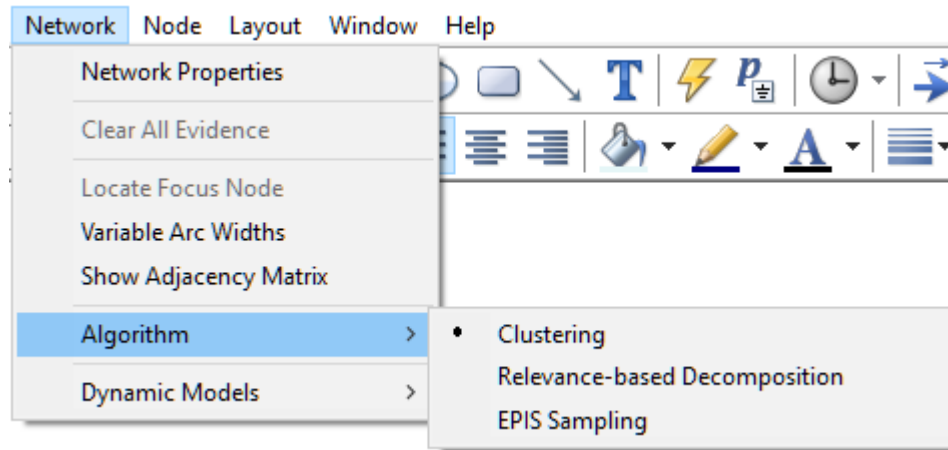 Network Node Layout Window Help
Network Properties
Clear All Evidence
Locate Focus Node
Variable Arc Widths
Show Adjacency Matrix
Algorithm
Dynamic Models
Clustering
Relevance-based Decomposition
EPIS Sampling